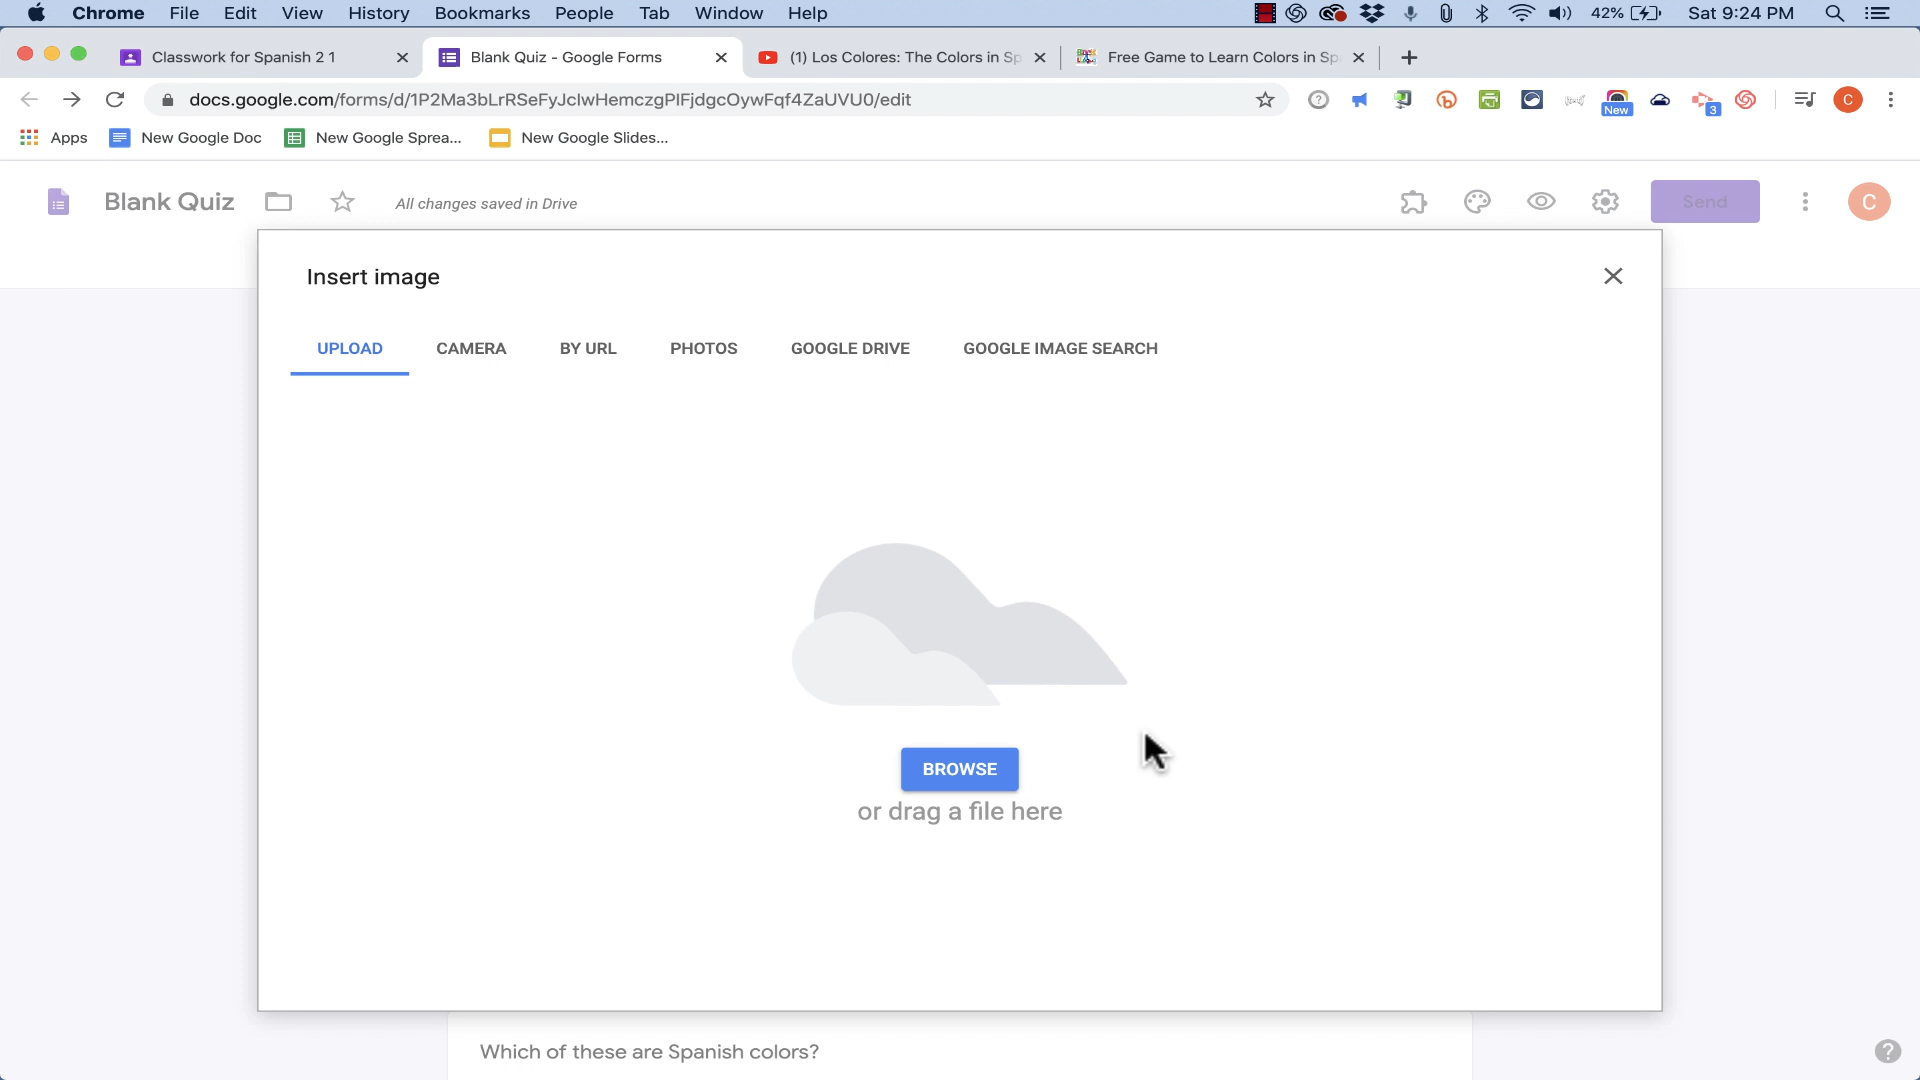 Chrome File Edit View History Bookmarks People Tab Window Help 42% Sat 9:24 PM
Classwork for Spanish 2 1 Blank Quiz - Google Forms (1) Los Colores: The Colors in Sp Free Game to Learn Colors in Sp
docs.google.com/forms/d/1P2Ma3bLrRSeFyJclwHemczgPlFjdgcOywFqf4ZaUVU0/edit New 3 C
Apps New Google Doc New Google Sprea... New Google Slides...
Blank Quiz All changes saved in Drive Send C
Insert image
UPLOAD CAMERA BY URL PHOTOS GOOGLE DRIVE GOOGLE IMAGE SEARCH
BROWSE
or drag a file here
Which of these are Spanish colors?